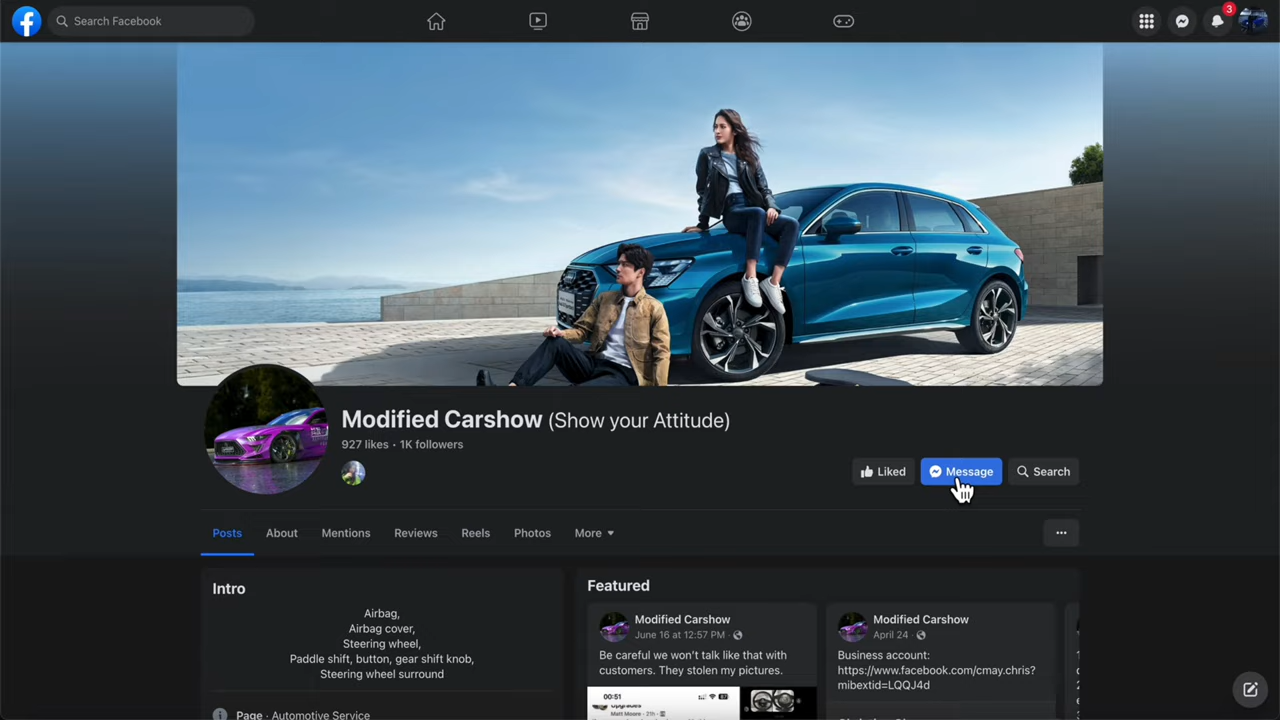 Search Facebook
3
Modified Carshow (Show your Attitude)
927 likes • 1K followers
Liked
Message
Search
Posts
About
Mentions
Reviews
Reels
Photos
More
Intro
Airbag,
Airbag cover,
Steering wheel,
Paddle shift, button, gear shift knob,
Steering wheel surround
Page · Automotive Service
Featured
Modified Carshow
June 16 at 12:57 PM ·
Be careful we won't talk like that with
customers. They stolen my pictures.
00:51
67
Modified Carshow
April 24 ·
Business account:
https://www.facebook.com/cmay.chris?
mibextid=LQQJ4d